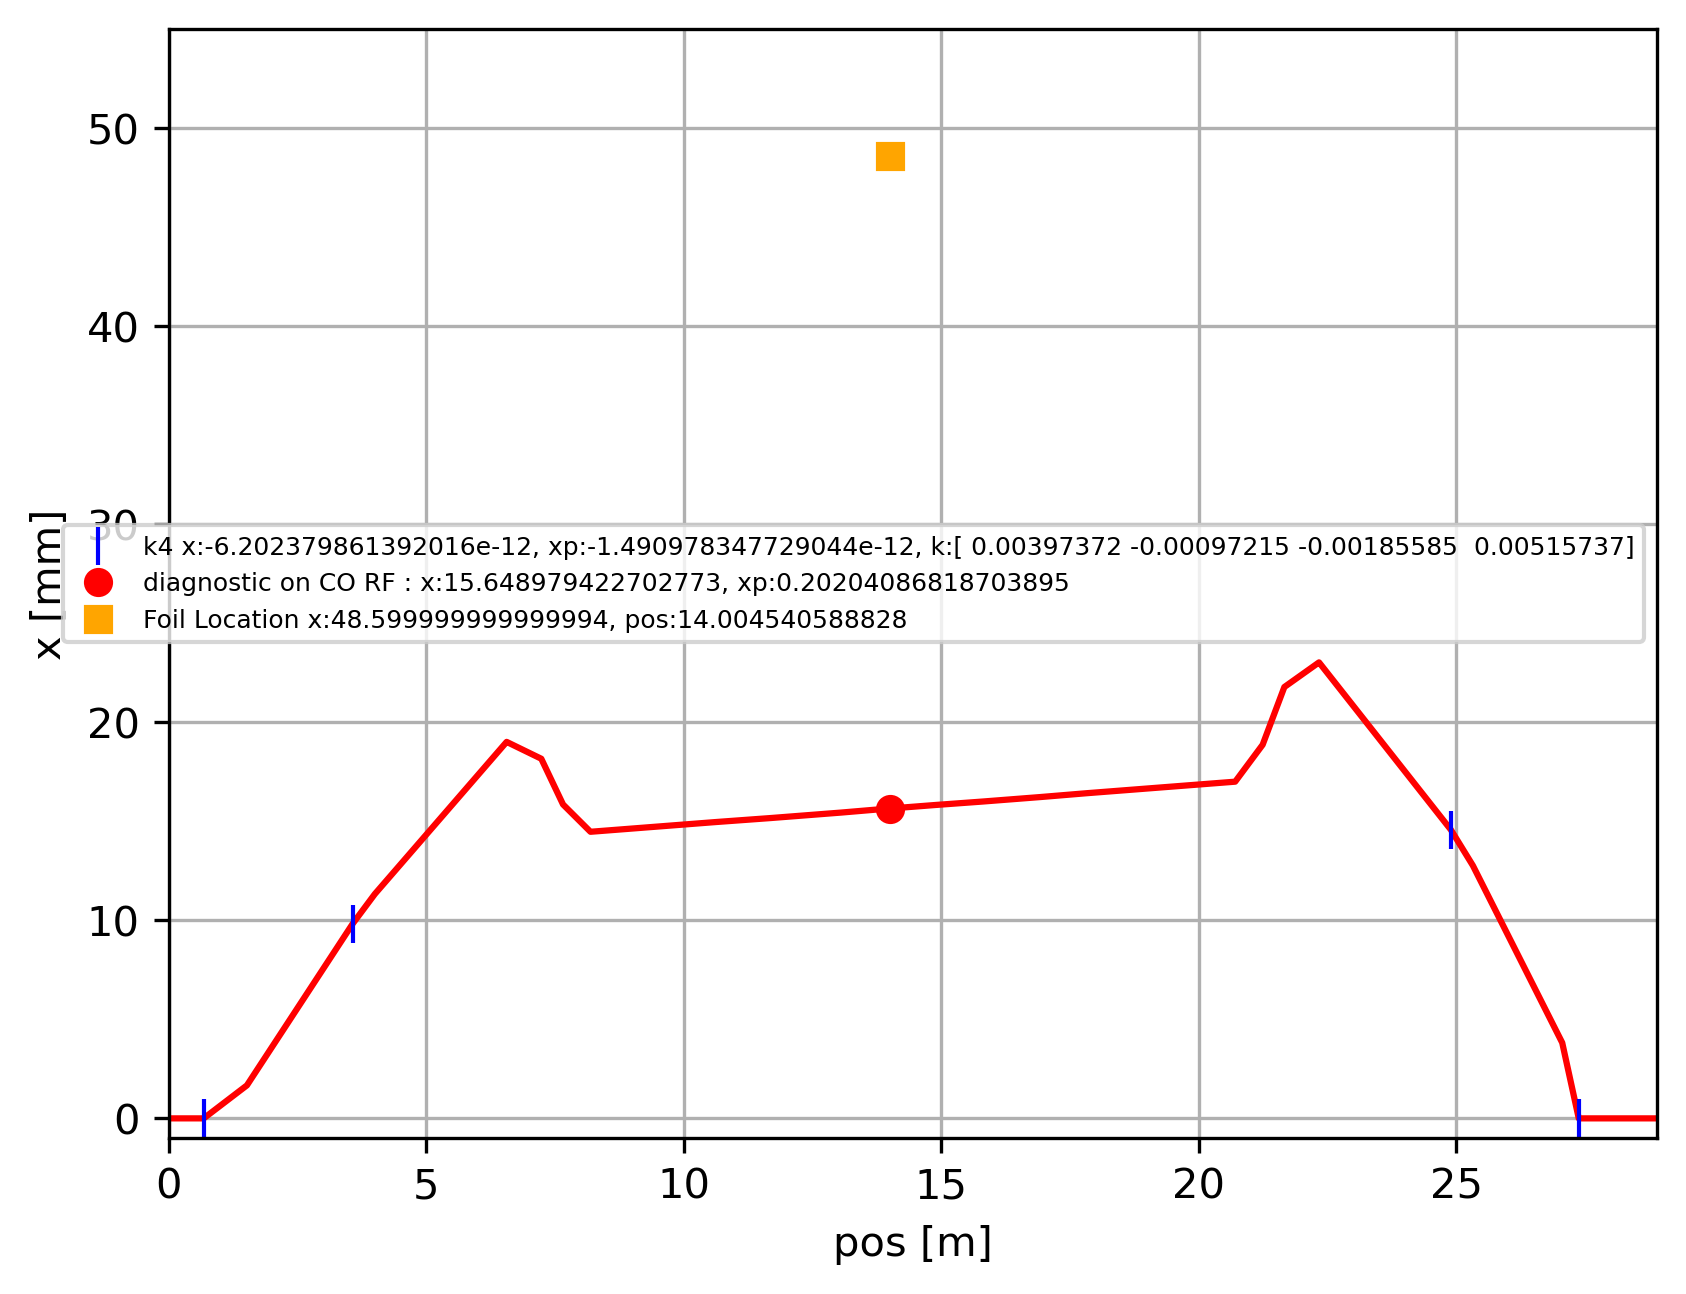 50
40
30
k4 x:-6.202379861392016e-12, xp:-1.490978347729044e-12, k:[ 0.00397372 -0.00097215 -0.00185585  0.00515737]
diagnostic on CO RF : x:15.648979422702773, xp:0.20204086818703895
Foil Location x:48.599999999999994, pos:14.004540588828
x [mm]
20
10
0
0 5 10 15 20 25
pos [m]